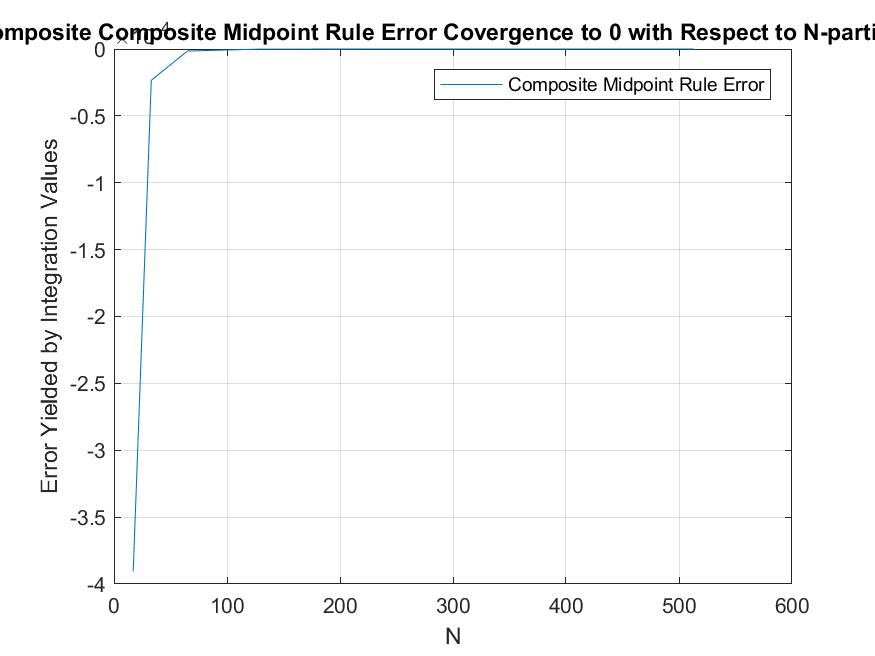 omposite Composite Midpoint Rule Error Covergence to 0 with Respect to N-parti
Composite Midpoint Rule Error
0
-0.5
-1
-1.5
-2
-2.5
-3
-3.5
-4
Error Yielded by Integration Values
0 100 200 300 400 500 600
N